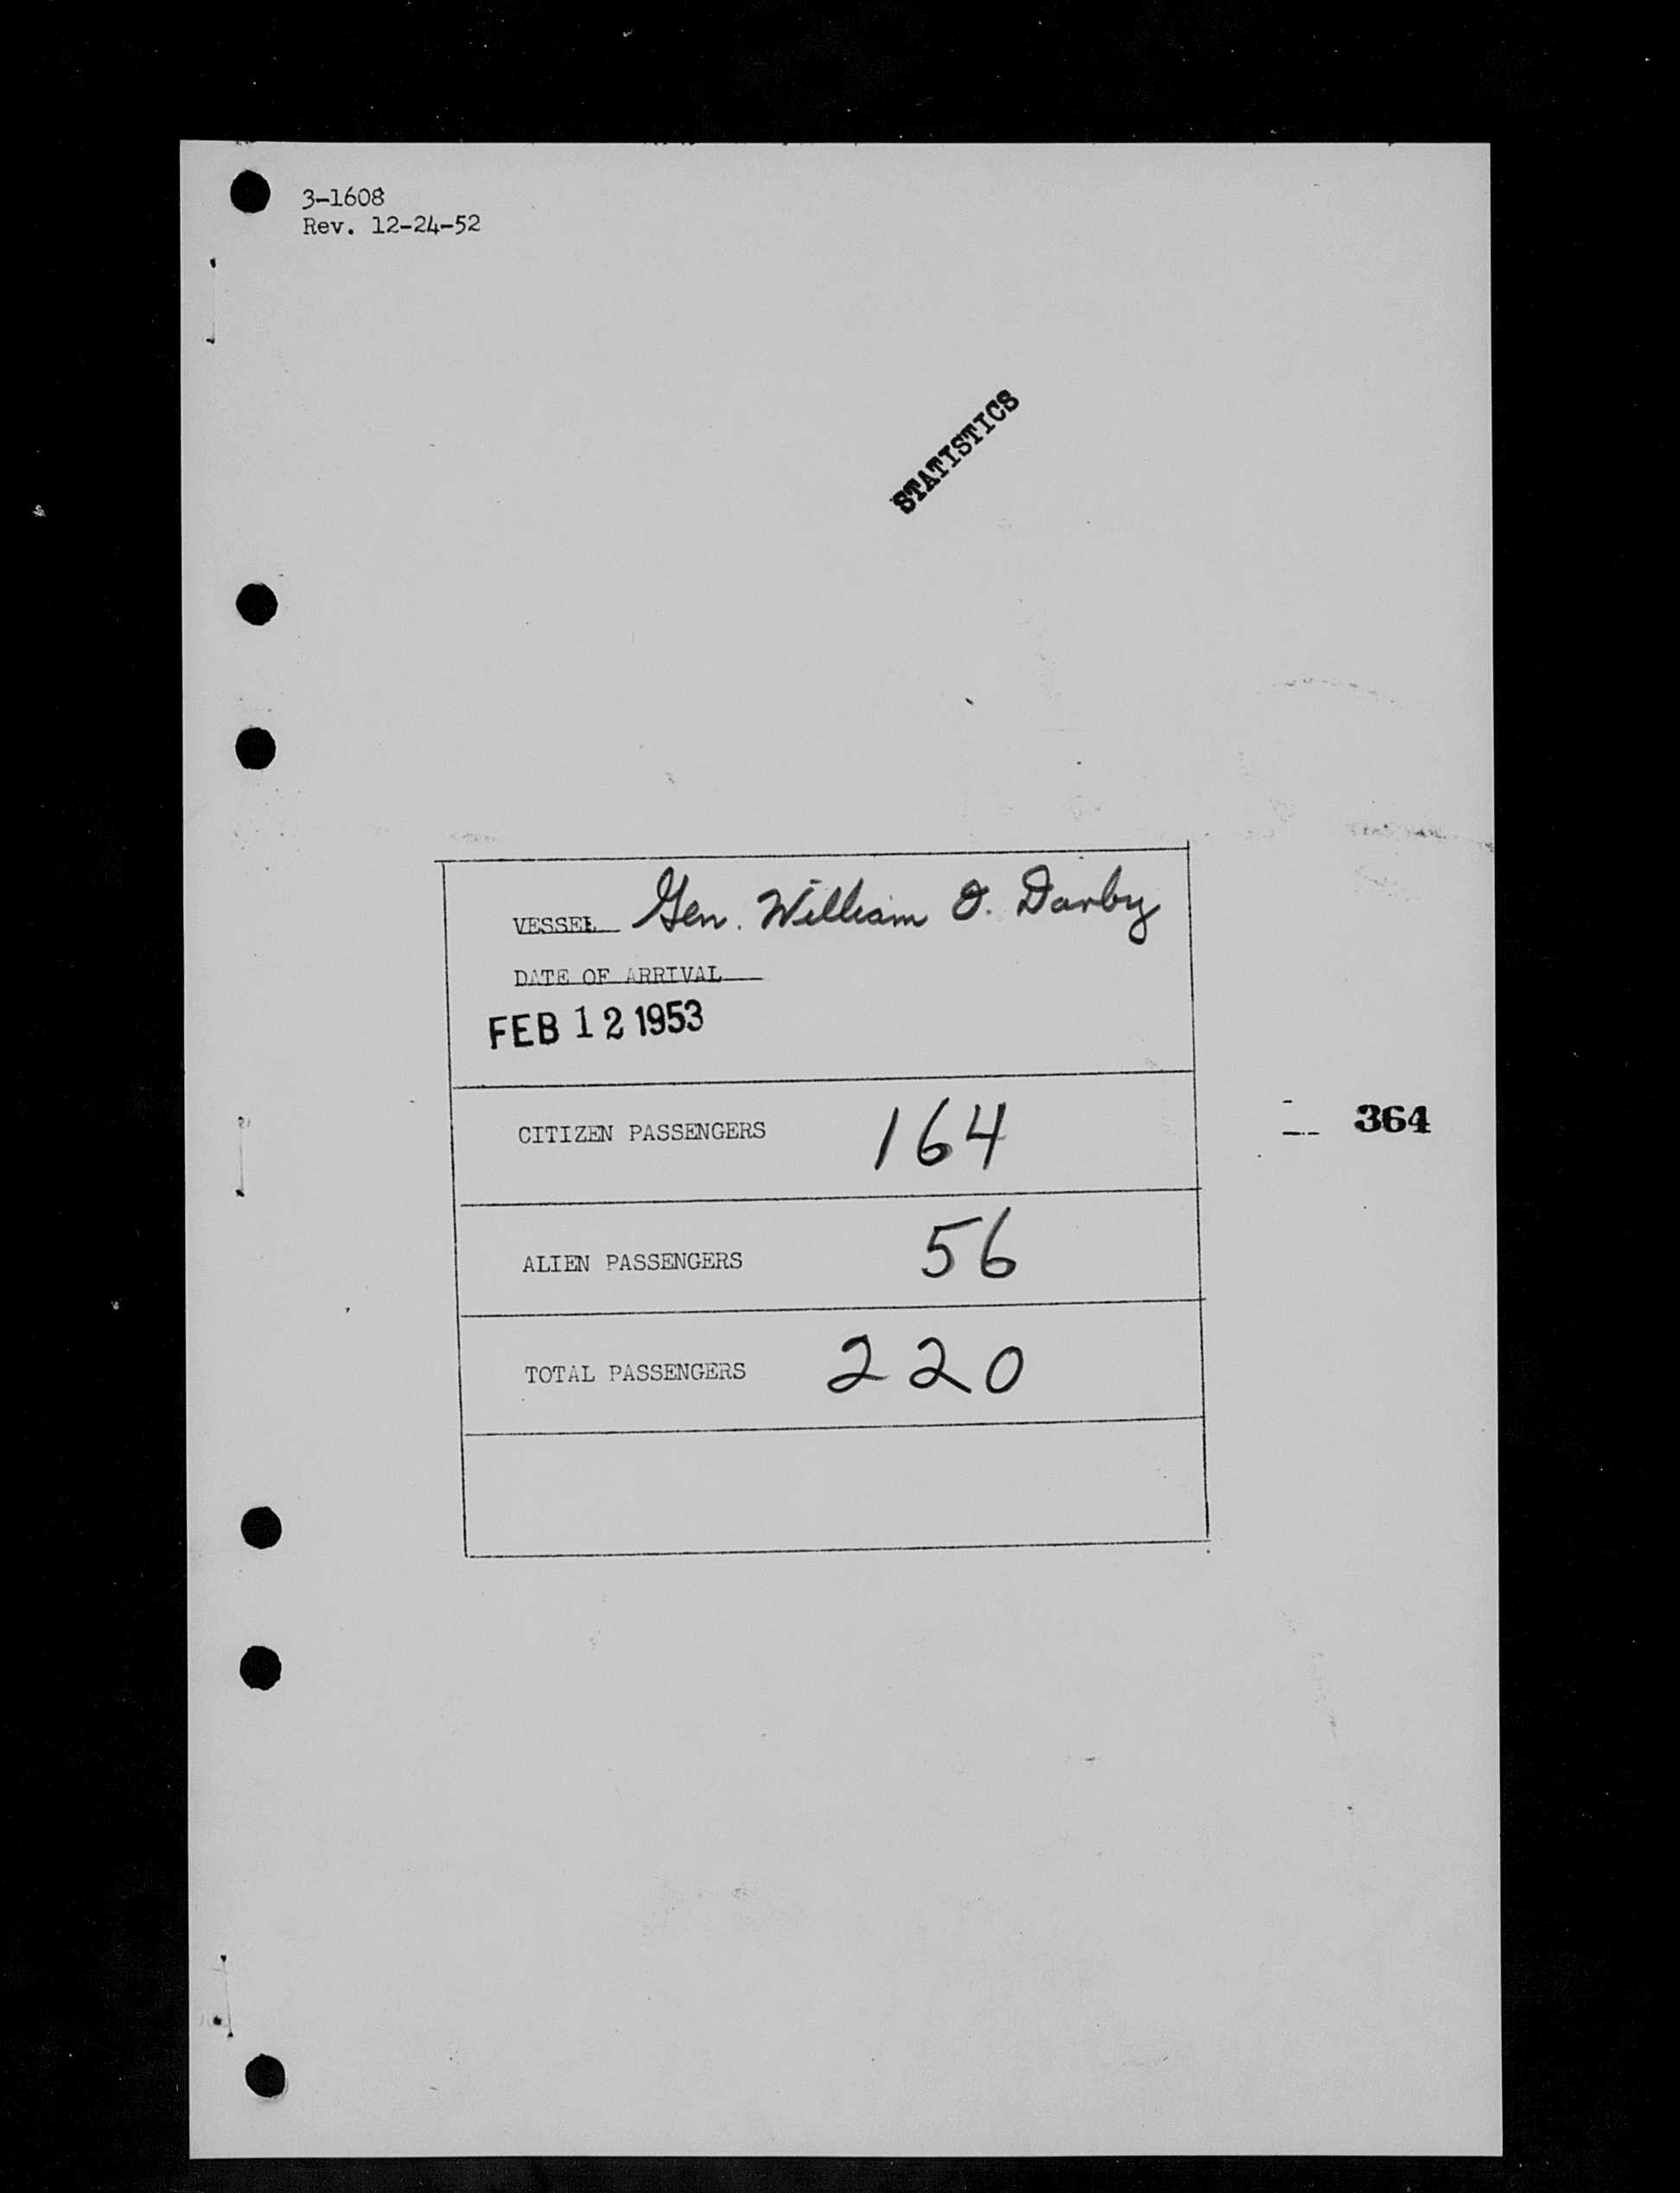 3-1608
Rev. 12-24-52
STATISTICS
VESSEL Gen. William O. Darby
DATE OF ARRIVAL
FEB 12 1953
CITIZEN PASSENGERS 164
364
ALIEN PASSENGERS 56
TOTAL PASSENGERS 220